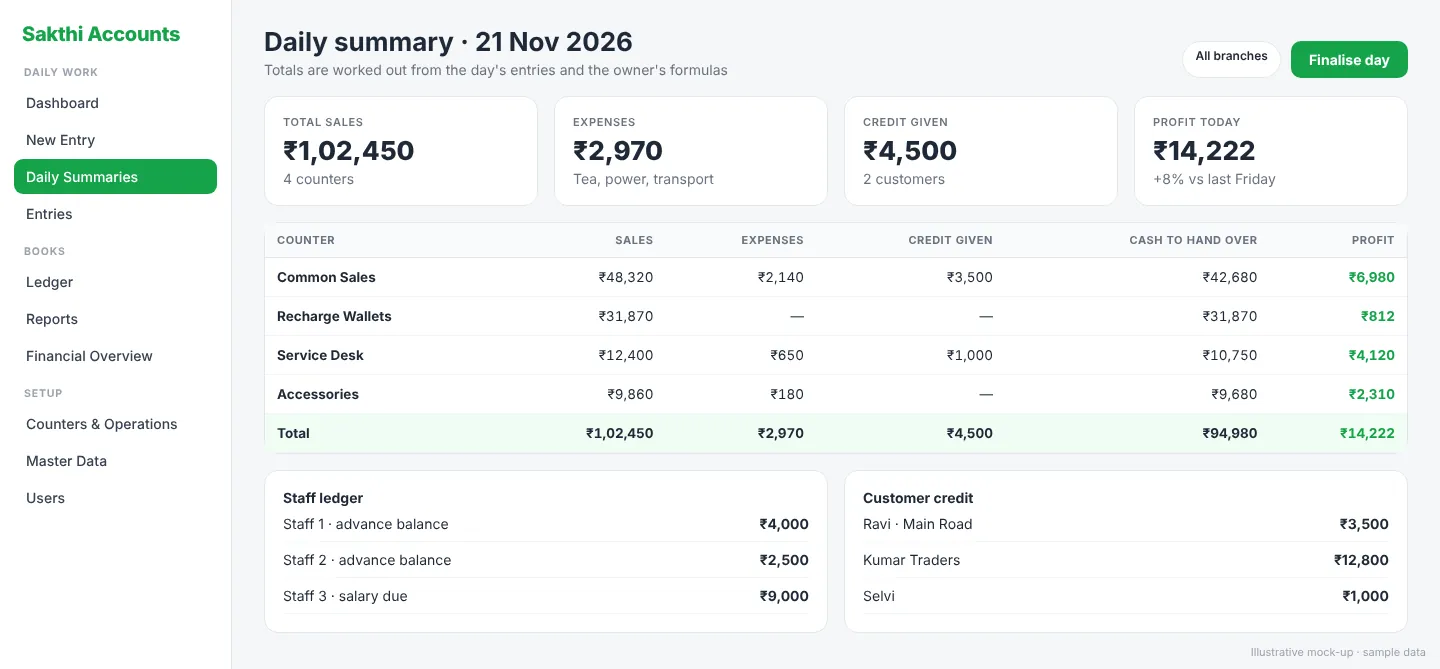 Sakthi Accounts
DAILY WORK
Dashboard
New Entry
Daily Summaries
Entries
BOOKS
Ledger
Reports
Financial Overview
SETUP
Counters & Operations
Master Data
Users
Daily summary · 21 Nov 2026
Totals are worked out from the day's entries and the owner's formulas
All branches
Finalise day
TOTAL SALES
₹1,02,450
4 counters
EXPENSES
₹2,970
Tea, power, transport
CREDIT GIVEN
₹4,500
2 customers
PROFIT TODAY
₹14,222
+8% vs last Friday
COUNTER SALES EXPENSES CREDIT GIVEN CASH TO HAND OVER PROFIT
Common Sales ₹48,320 ₹2,140 ₹3,500 ₹42,680 ₹6,980
Recharge Wallets ₹31,870 — — ₹31,870 ₹812
Service Desk ₹12,400 ₹650 ₹1,000 ₹10,750 ₹4,120
Accessories ₹9,860 ₹180 — ₹9,680 ₹2,310
Total ₹1,02,450 ₹2,970 ₹4,500 ₹94,980 ₹14,222
Staff ledger
Staff 1 · advance balance ₹4,000
Staff 2 · advance balance ₹2,500
Staff 3 · salary due ₹9,000
Customer credit
Ravi · Main Road ₹3,500
Kumar Traders ₹12,800
Selvi ₹1,000
Illustrative mock-up · sample data